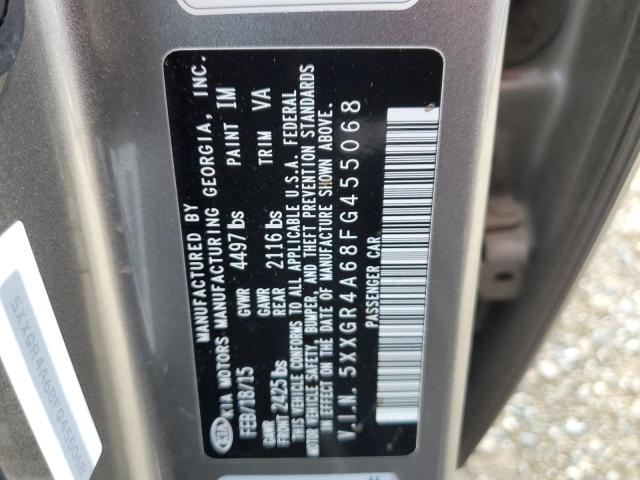 KIA
MANUFACTURED BY
KIA MOTORS MANUFACTURING GEORGIA, INC.
FEB/18/15 GVWR 4497 lbs PAINT IM
GAWR FRONT 2425 lbs GAWR REAR 2116 lbs TRIM VA
THIS VEHICLE CONFORMS TO ALL APPLICABLE U.S.A. FEDERAL
MOTOR VEHICLE SAFETY, BUMPER, AND THEFT PREVENTION STANDARDS
IN EFFECT ON THE DATE OF MANUFACTURE SHOWN ABOVE.
V.I.N. 5XXGR4A68FG455068
PASSENGER CAR
5XXGR4A68FG455068